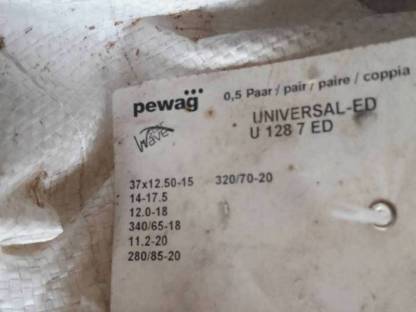 pewag
0,5 Paar / pair / paire / coppia
Wave
UNIVERSAL-ED
U 128 7 ED
37x12.50-15 320/70-20
14-17.5
12.0-18
340/65-18
11.2-20
280/85-20